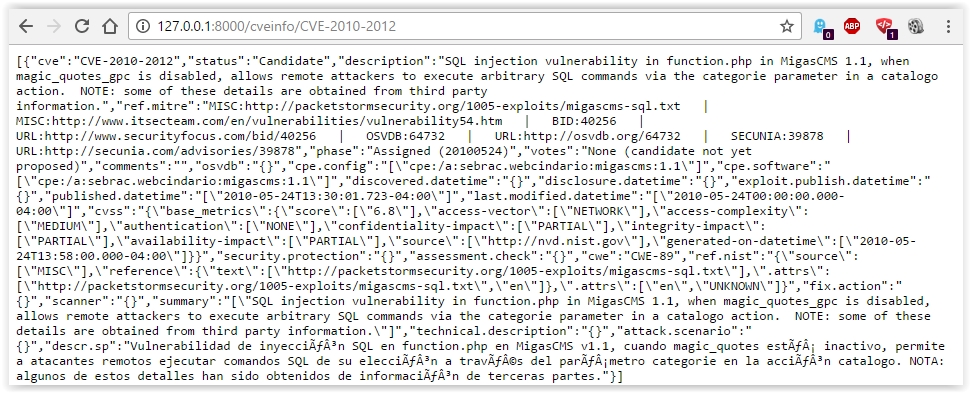 127.0.0.1:8000/cveinfo/CVE-2010-2012
0
ABP
1
[{"cve":"CVE-2010-2012","status":"Candidate","description":"SQL injection vulnerability in function.php in MigasCMS 1.1, when
magic_quotes_gpc is disabled, allows remote attackers to execute arbitrary SQL commands via the categorie parameter in a catalogo
action.  NOTE: some of these details are obtained from third party
information.","ref.mitre":"MISC:http://packetstormsecurity.org/1005-exploits/migascms-sql.txt   |
MISC:http://www.itsecteam.com/en/vulnerabilities/vulnerability54.htm   |   BID:40256   |
URL:http://www.securityfocus.com/bid/40256   |   OSVDB:64732   |   URL:http://osvdb.org/64732   |   SECUNIA:39878   |
URL:http://secunia.com/advisories/39878","phase":"Assigned (20100524)","votes":"None (candidate not yet
proposed)","comments":"","osvdb":"{}","cpe.config":"[\"cpe:/a:sebrac.webcindario:migascms:1.1\"]","cpe.software":"
[\"cpe:/a:sebrac.webcindario:migascms:1.1\"]","discovered.datetime":"{}","disclosure.datetime":"{}","exploit.publish.datetime":"
{}","published.datetime":"[\"2010-05-24T13:30:01.723-04:00\"]","last.modified.datetime":"[\"2010-05-24T00:00:00.000-
04:00\"]","cvss":"{\"base_metrics\":{\"score\":[\"6.8\"],\"access-vector\":[\"NETWORK\"],\"access-complexity\":
[\"MEDIUM\"],\"authentication\":[\"NONE\"],\"confidentiality-impact\":[\"PARTIAL\"],\"integrity-impact\":
[\"PARTIAL\"],\"availability-impact\":[\"PARTIAL\"],\"source\":[\"http://nvd.nist.gov\"],\"generated-on-datetime\":[\"2010-05-
24T13:58:00.000-04:00\"]}}","security.protection":"{}","assessment.check":"{}","cwe":"CWE-89","ref.nist":"{\"source\":
[\"MISC\"],\"reference\":{\"text\":[\"http://packetstormsecurity.org/1005-exploits/migascms-sql.txt\"],\".attrs\":
[\"http://packetstormsecurity.org/1005-exploits/migascms-sql.txt\",\"en\"]},\".attrs\":[\"en\",\"UNKNOWN\"]}","fix.action":"
{}","scanner":"{}","summary":"[\"SQL injection vulnerability in function.php in MigasCMS 1.1, when magic_quotes_gpc is disabled,
allows remote attackers to execute arbitrary SQL commands via the categorie parameter in a catalogo action.  NOTE: some of these
details are obtained from third party information.\"]","technical.description":"{}","attack.scenario":"
{}","descr.sp":"Vulnerabilidad de inyecciÃƒÂ³n SQL en function.php en MigasCMS v1.1, cuando magic_quotes estÃƒÂ¡ inactivo, permite
a atacantes remotos ejecutar comandos SQL de su elecciÃƒÂ³n a travÃƒÂ©s del parÃƒÂ¡metro categorie en la acciÃƒÂ³n catalogo. NOTA:
algunos de estos detalles han sido obtenidos de informaciÃƒÂ³n de terceras partes."}]